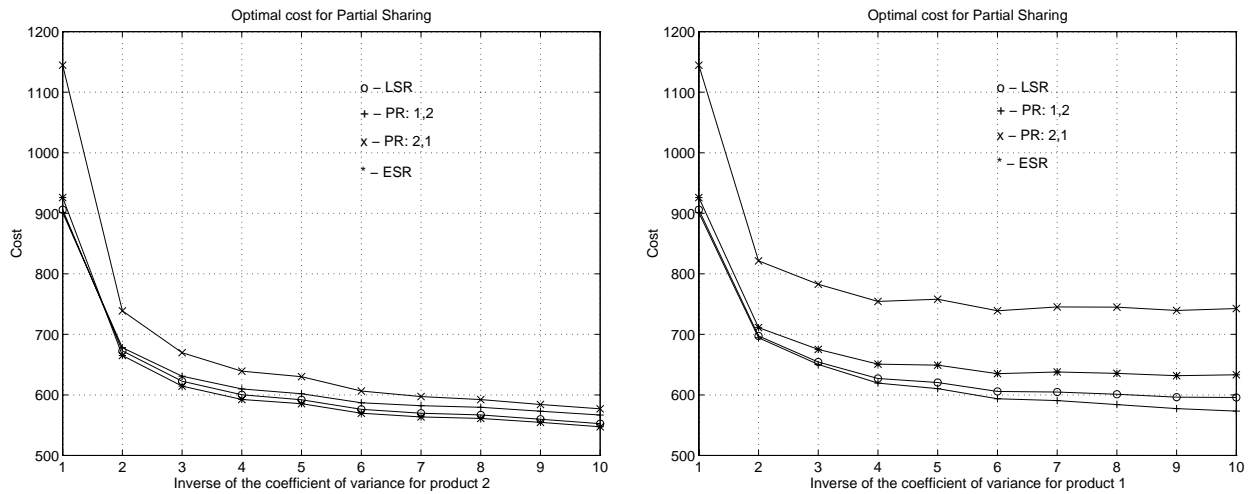 Optimal cost for Partial Sharing
1200
1100
1000
900
800
700
600
500
Cost
o – LSR
+ – PR: 1,2
x – PR: 2,1
* – ESR
1 2 3 4 5 6 7 8 9 10
Inverse of the coefficient of variance for product 2
Optimal cost for Partial Sharing
1200
1100
1000
900
800
700
600
500
Cost
o – LSR
+ – PR: 1,2
x – PR: 2,1
* – ESR
1 2 3 4 5 6 7 8 9 10
Inverse of the coefficient of variance for product 1